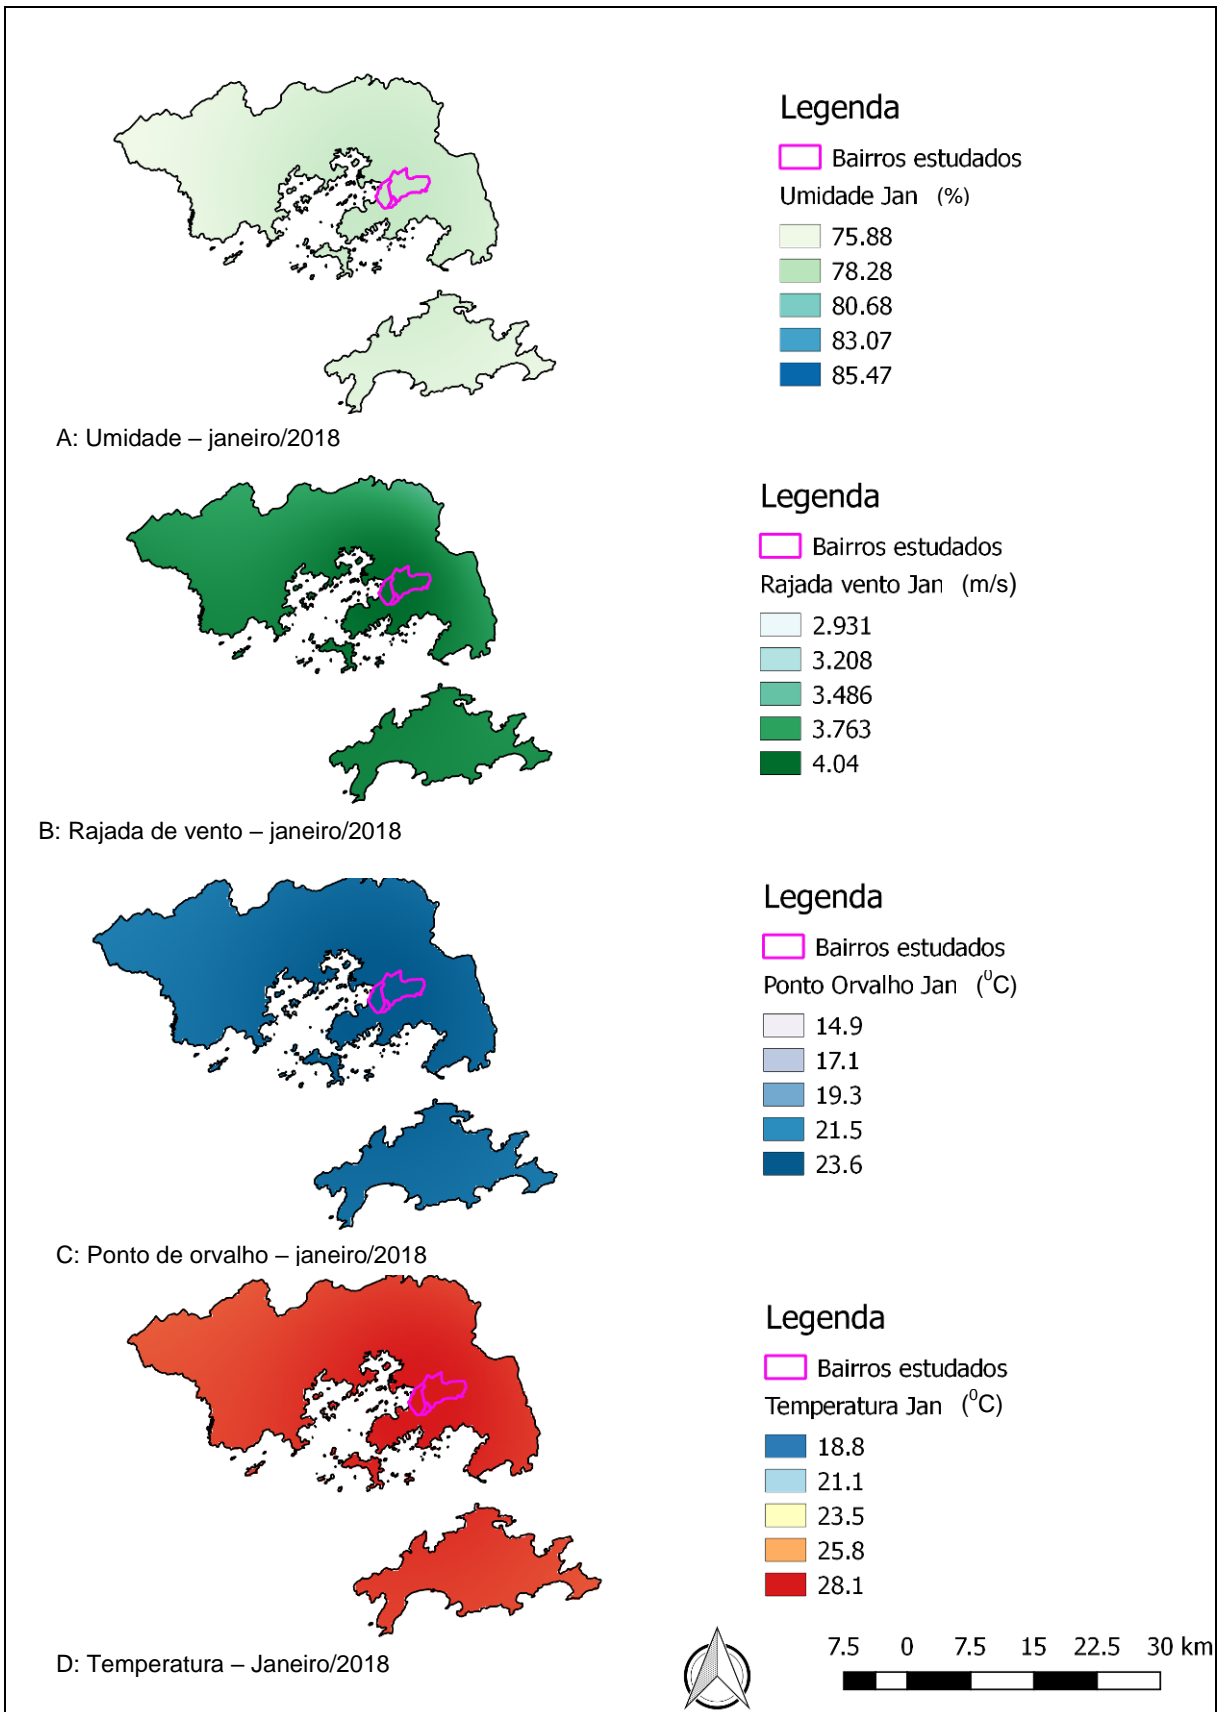 Legenda
Bairros estudados
Umidade Jan (%)
75.88
78.28
80.68
83.07
85.47
A: Umidade – janeiro/2018
Legenda
Bairros estudados
Rajada vento Jan (m/s)
2.931
3.208
3.486
3.763
4.04
B: Rajada de vento – janeiro/2018
Legenda
Bairros estudados
Ponto Orvalho Jan (⁰C)
14.9
17.1
19.3
21.5
23.6
C: Ponto de orvalho – janeiro/2018
Legenda
Bairros estudados
Temperatura Jan (⁰C)
18.8
21.1
23.5
25.8
28.1
D: Temperatura – Janeiro/2018
7.5 0 7.5 15 22.5 30 km